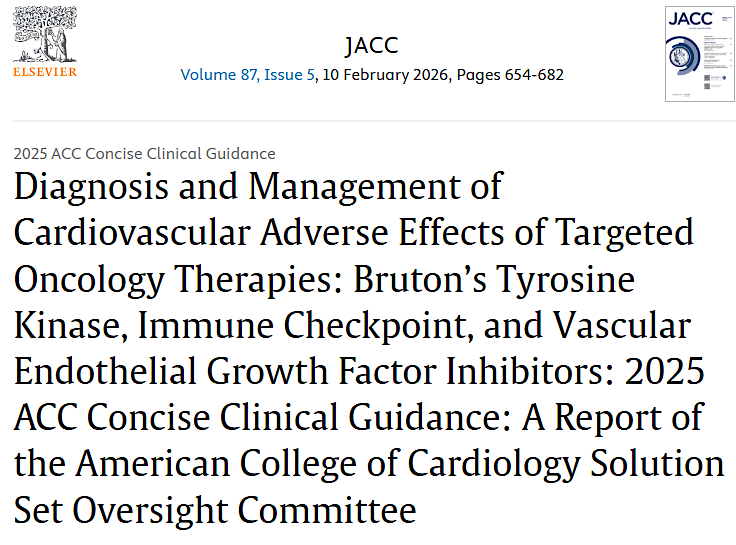 ELSEVIER
JACC
JACC
Volume 87, Issue 5, 10 February 2026, Pages 654-682
2025 ACC Concise Clinical Guidance
Diagnosis and Management of
Cardiovascular Adverse Effects of Targeted
Oncology Therapies: Bruton’s Tyrosine
Kinase, Immune Checkpoint, and Vascular
Endothelial Growth Factor Inhibitors: 2025
ACC Concise Clinical Guidance: A Report of
the American College of Cardiology Solution
Set Oversight Committee